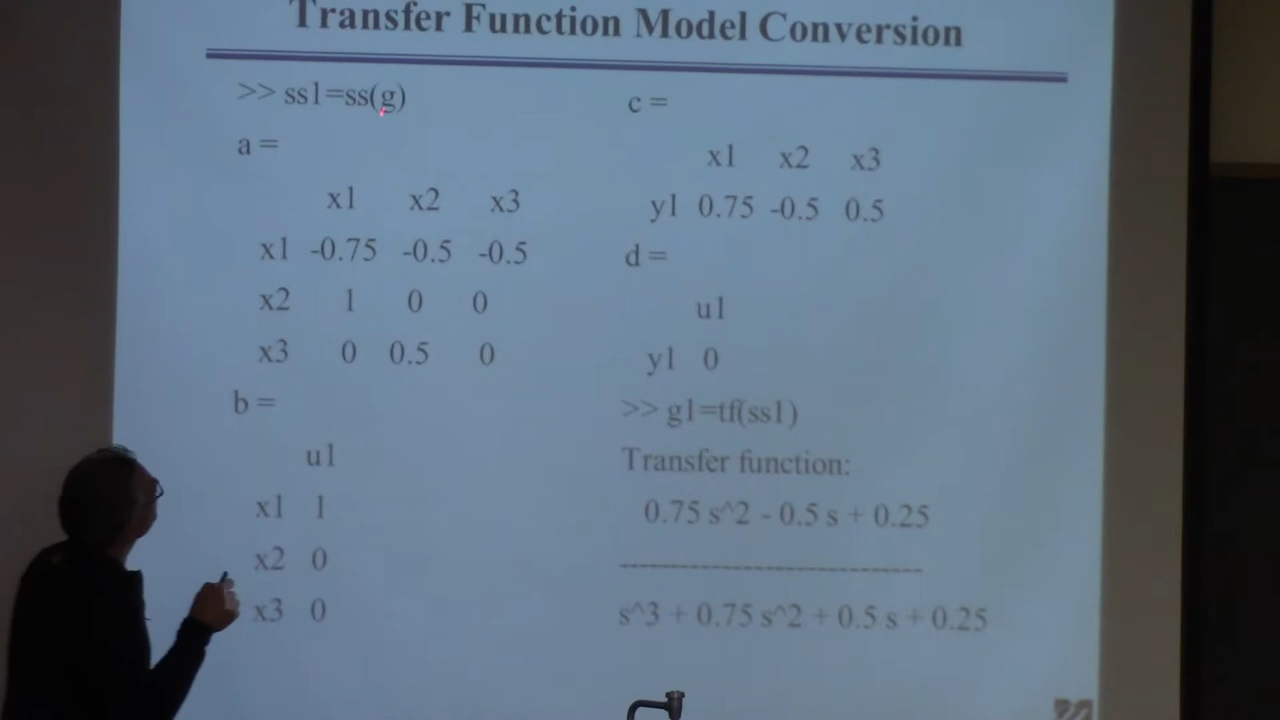 Transfer Function Model Conversion
>> ss1=ss(g)
a =
x1 x2 x3
x1 -0.75 -0.5 -0.5
x2 1 0 0
x3 0 0.5 0
b =
u1
x1 1
x2 0
x3 0
c =
x1 x2 x3
y1 0.75 -0.5 0.5
d =
u1
y1 0
>> g1=tf(ss1)
Transfer function:
0.75 s^2 - 0.5 s + 0.25
-----------------------------------
s^3 + 0.75 s^2 + 0.5 s + 0.25